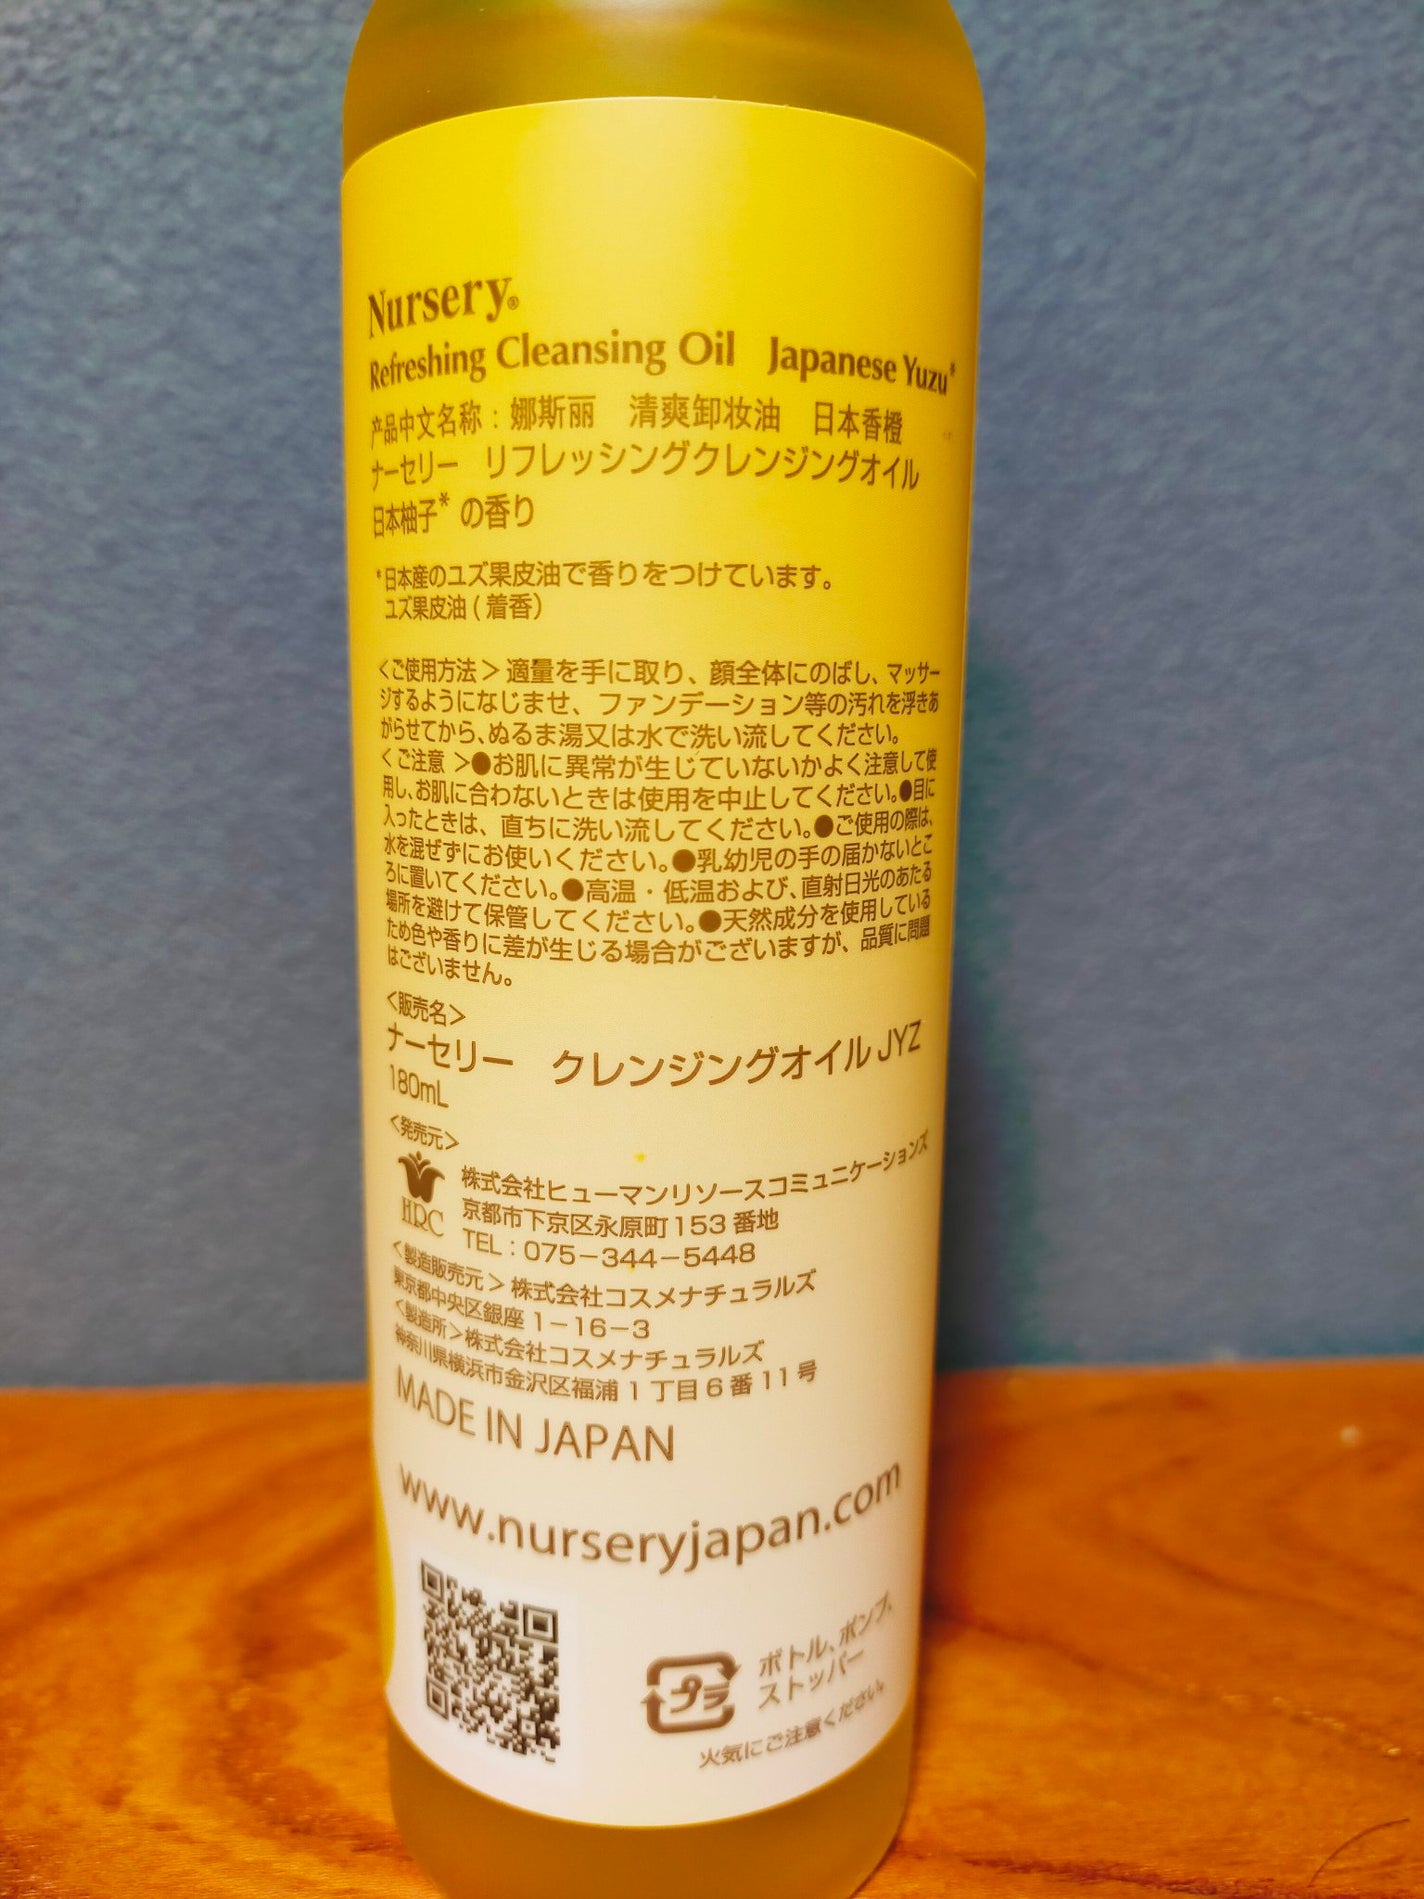 Nursery®
Refreshing Cleansing Oil Japanese Yuzu*
产品中文名称：娜斯丽 清爽卸妆油 日本香橙
ナーセリー リフレッシングクレンジングオイル
日本柚子* の香り
*日本産のユズ果皮油で香りをつけています。
ユズ果皮油(着香)
<ご使用方法>適量を手に取り、顔全体にのばし、マッサー
ジするようになじませ、ファンデーション等の汚れを浮きあ
がらせてから、ぬるま湯又は水で洗い流してください。
<ご注意>●お肌に異常が生じていないかよく注意して使
用し、お肌に合わないときは使用を中止してください。●目に
入ったときは、直ちに洗い流してください。●ご使用の際は、
水を混ぜずにお使いください。●乳幼児の手の届かないとこ
ろに置いてください。●高温・低温および、直射日光のあたる
場所を避けて保管してください。●天然成分を使用している
ため色や香りに差が生じる場合がございますが、品質に問題
はございません。
<販売名>
ナーセリー クレンジングオイルJYZ
180mL
<発売元>
HRC
株式会社ヒューマンリソースコミュニケーションズ
京都市下京区永原町153番地
TEL：075－344－5448
<製造販売元>株式会社コスメナチュラルズ
東京都中央区銀座1－16－3
<製造所>株式会社コスメナチュラルズ
神奈川県横浜市金沢区福浦1丁目6番11号
MADE IN JAPAN
www.nurseryjapan.com
プラ
ボトル、ポンプ、
ストッパー
火気にご注意ください。